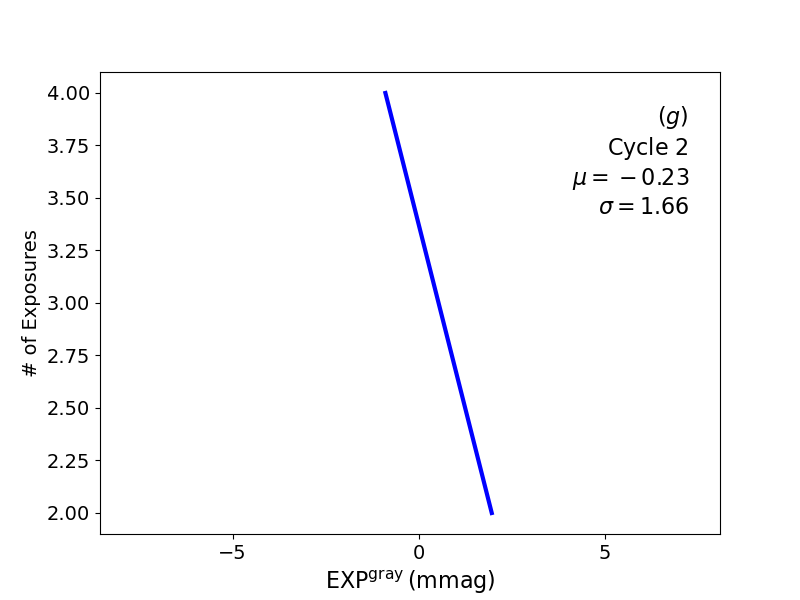 4.00
3.75
3.50
3.25
3.00
2.75
2.50
2.25
2.00
# of Exposures
(g)
Cycle 2
μ = −0.23
σ = 1.66
−5 0 5
EXP^gray (mmag)